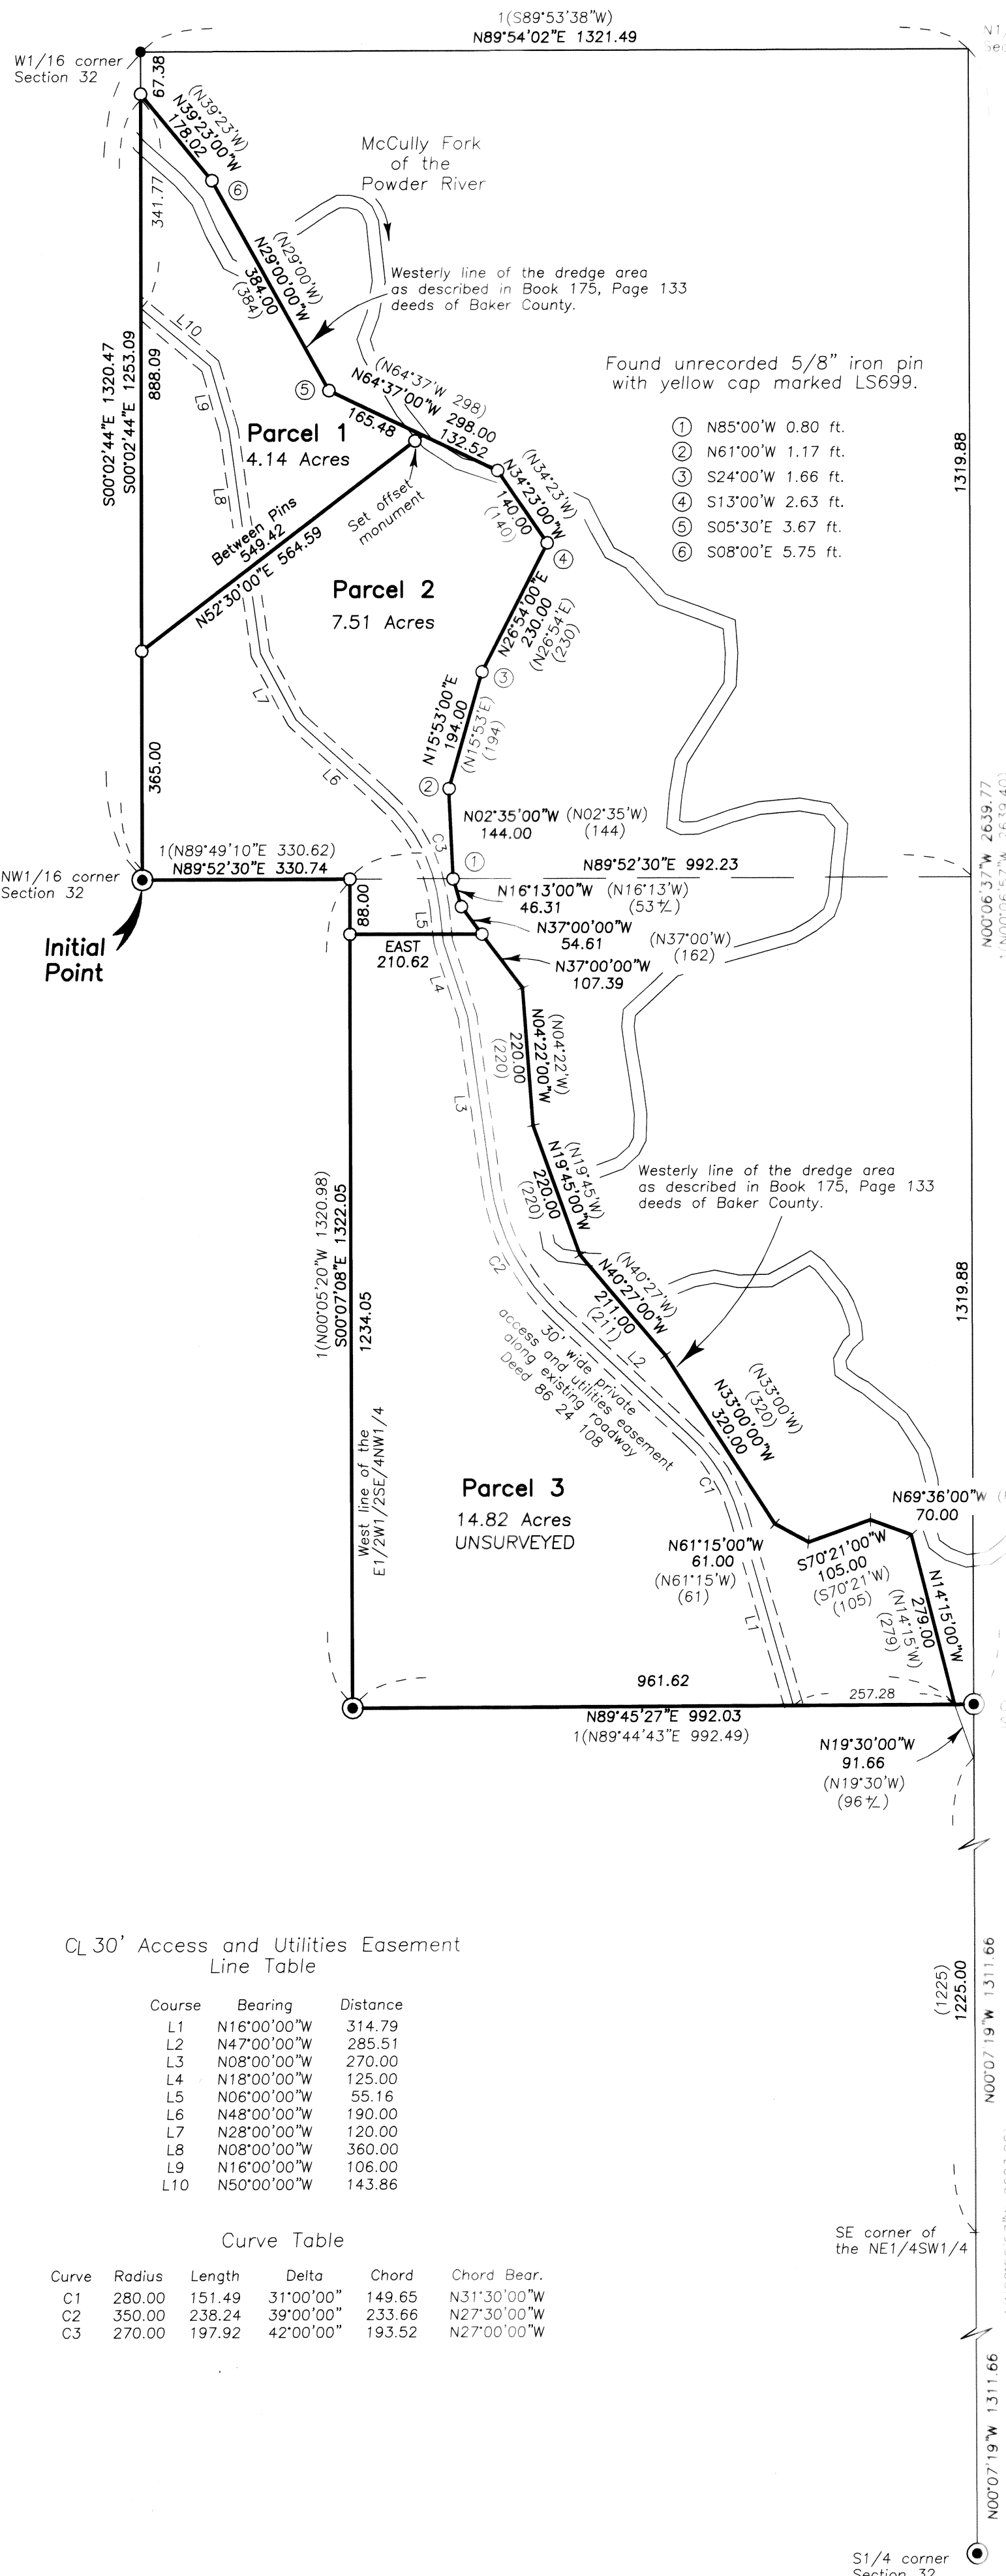 1(S89°53'38"W)
N89°54'02"E 1321.49
W1/16 corner
Section 32
67.38
(N39°23'W)
N39°23'00"W
178.02
⑥
341.77
McCully Fork
of the
Powder River
(N29°00'W)
N29°00'00"W
384.00
(384)
Westerly line of the dredge area
as described in Book 175, Page 133
deeds of Baker County.
L10
L9
S00°02'44"E 1320.47
S00°02'44"E 1253.09
888.09
⑤
(N64°37'W 298)
N64°37'00"W 298.00
165.48
132.52
Found unrecorded 5/8" iron pin
with yellow cap marked LS699.
① N85°00'W 0.80 ft.
② N61°00'W 1.17 ft.
③ S24°00'W 1.66 ft.
④ S13°00'W 2.63 ft.
⑤ S05°30'E 3.67 ft.
⑥ S08°00'E 5.75 ft.
1319.88
Parcel 1
4.14 Acres
L8
Set offset
monument
(N34°23'W)
N34°23'00"W
140.00
(140)
④
Between Pins
549.42
N52°30'00"E 564.59
Parcel 2
7.51 Acres
N26°54'00"E
230.00
(N26°54'E)
(230)
③
L7
N15°53'00"E
194.00
(N15°53'E)
(194)
L6
365.00
②
N02°35'00"W (N02°35'W)
144.00 (144)
C3
①
1(N89°49'10"E 330.62)
N89°52'30"E 330.74
N89°52'30"E 992.23
NW1/16 corner
Section 32
Initial
Point
88.00
L5
N16°13'00"W (N16°13'W)
46.31 (53+/-)
N37°00'00"W
54.61
(N37°00'W)
(162)
EAST
210.62
L4
N37°00'00"W
107.39
N00°06'37"W 2639.77
(N04°22'W)
N04°22'00"W
220.00
(220)
L3
(N19°45'W)
N19°45'00"W
220.00
(220)
C2
Westerly line of the dredge area
as described in Book 175, Page 133
deeds of Baker County.
1319.88
1(N00°05'20"W 1320.98)
S00°07'08"E 1322.05
1234.05
(N40°27'W)
N40°27'00"W
211.00
(211)
L2
30' wide private
access and utilities easement
along existing roadway
Deed 86 24 108
(N33°00'W)
(320)
N33°00'00"W
320.00
West line of the
E1/2W1/2SE/4NW1/4
C1
Parcel 3
14.82 Acres
UNSURVEYED
N69°36'00"W
70.00
N61°15'00"W
61.00
(N61°15'W)
(61)
S70°21'00"W
105.00
(S70°21'W)
(105)
N14°15'00"W
279.00
(N14°15'W)
(279)
L1
961.62
257.28
N89°45'27"E 992.03
1(N89°44'43"E 992.49)
N19°30'00"W
91.66
(N19°30'W)
(96+/-)
CL 30' Access and Utilities Easement
Line Table
Course Bearing Distance
L1 N16°00'00"W 314.79
L2 N47°00'00"W 285.51
L3 N08°00'00"W 270.00
L4 N18°00'00"W 125.00
L5 N06°00'00"W 55.16
L6 N48°00'00"W 190.00
L7 N28°00'00"W 120.00
L8 N08°00'00"W 360.00
L9 N16°00'00"W 106.00
L10 N50°00'00"W 143.86
(1225)
1225.00
N00°07'19"W 1311.66
Curve Table
Curve Radius Length Delta Chord Chord Bear.
C1 280.00 151.49 31°00'00" 149.65 N31°30'00"W
C2 350.00 238.24 39°00'00" 233.66 N27°30'00"W
C3 270.00 197.92 42°00'00" 193.52 N27°00'00"W
SE corner of
the NE1/4SW1/4
N00°07'19"W 1311.66
S1/4 corner
Section 32